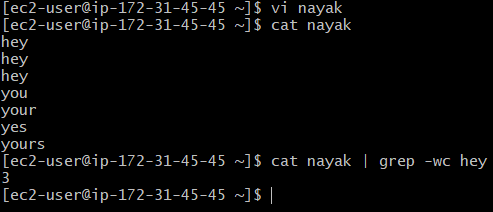 [ec2-user@ip-172-31-45-45 ~]$ vi nayak
[ec2-user@ip-172-31-45-45 ~]$ cat nayak
hey
hey
hey
you
your
yes
yours
[ec2-user@ip-172-31-45-45 ~]$ cat nayak | grep -wc hey
3
[ec2-user@ip-172-31-45-45 ~]$